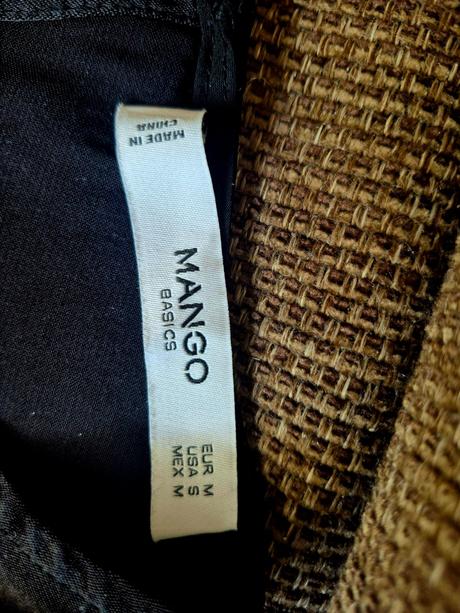 MADE IN
CHINA
MANGO
BASICS
EUR M
USA S
MEX M